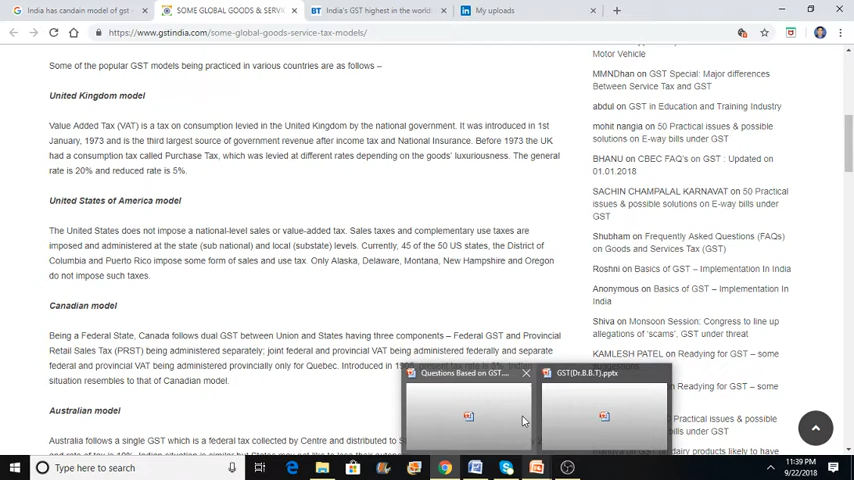 India has candain model of gst -
SOME GLOBAL GOODS & SERV
India's GST highest in the world
My uploads
https://www.gstindia.com/some-global-goods-service-tax-models/
Some of the popular GST models being practiced in various countries are as follows –
United Kingdom model
Value Added Tax (VAT) is a tax on consumption levied in the United Kingdom by the national government. It was introduced in 1st
January, 1973 and is the third largest source of government revenue after income tax and National Insurance. Before 1973 the UK
had a consumption tax called Purchase Tax, which was levied at different rates depending on the goods' luxuriousness. The general
rate is 20% and reduced rate is 5%.
United States of America model
The United States does not impose a national-level sales or value-added tax. Sales taxes and complementary use taxes are
imposed and administered at the state (sub national) and local (substate) levels. Currently, 45 of the 50 US states, the District of
Columbia and Puerto Rico impose some form of sales and use tax. Only Alaska, Delaware, Montana, New Hampshire and Oregon
do not impose such taxes.
Canadian model
Being a Federal State, Canada follows dual GST between Union and States having three components – Federal GST and Provincial
Retail Sales Tax (PRST) being administered separately; joint federal and provincial VAT being administered federally and separate
federal and provincial VAT being administered provincially only for Quebec. Introduced in
situation resembles to that of Canadian model.
Australian model
Australia follows a single GST which is a federal tax collected by Centre and distributed to
Motor Vehicle
MMNDhan on GST Special: Major differences
Between Service Tax and GST
abdul on GST in Education and Training Industry
mohit nangia on 50 Practical issues & possible
solutions on E-way bills under GST
BHANU on CBEC FAQ's on GST : Updated on
01.01.2018
SACHIN CHAMPALAL KARNAVAT on 50 Practical
issues & possible solutions on E-way bills under
GST
Shubham on Frequently Asked Questions (FAQs)
on Goods and Services Tax (GST)
Roshni on Basics of GST – Implementation In India
Anonymous on Basics of GST – Implementation In
India
Shiva on Monsoon Session: Congress to line up
allegations of 'scams', GST under threat
KAMLESH PATEL on Readying for GST – some
on Readying for GST – some
Practical issues & possible
bills under GST
on GST on dairy products likely to have
Questions Based on GST....
GST(Dr.B.B.T).pptx
Type here to search
11:39 PM
9/22/2018